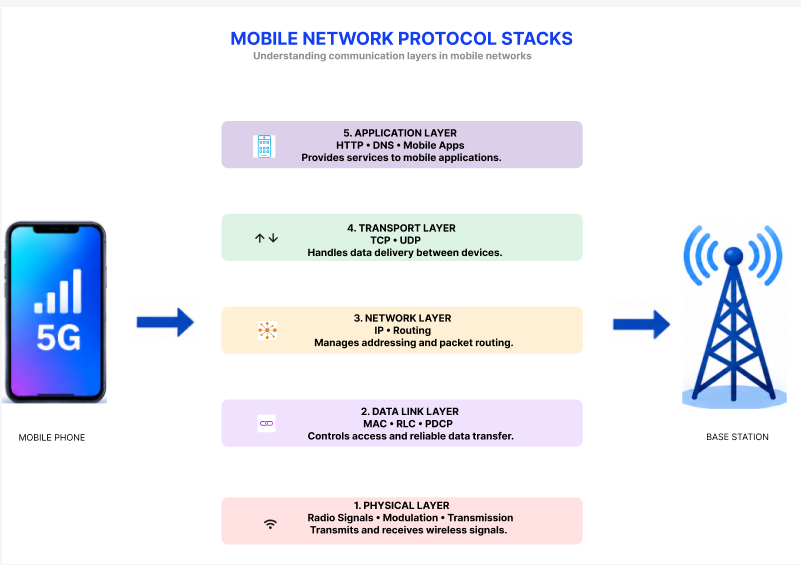 MOBILE NETWORK PROTOCOL STACKS
Understanding communication layers in mobile networks
5. APPLICATION LAYER
HTTP • DNS • Mobile Apps
Provides services to mobile applications.
4. TRANSPORT LAYER
TCP • UDP
Handles data delivery between devices.
5G
3. NETWORK LAYER
IP • Routing
Manages addressing and packet routing.
2. DATA LINK LAYER
MAC • RLC • PDCP
Controls access and reliable data transfer.
MOBILE PHONE
BASE STATION
1. PHYSICAL LAYER
Radio Signals • Modulation • Transmission
Transmits and receives wireless signals.